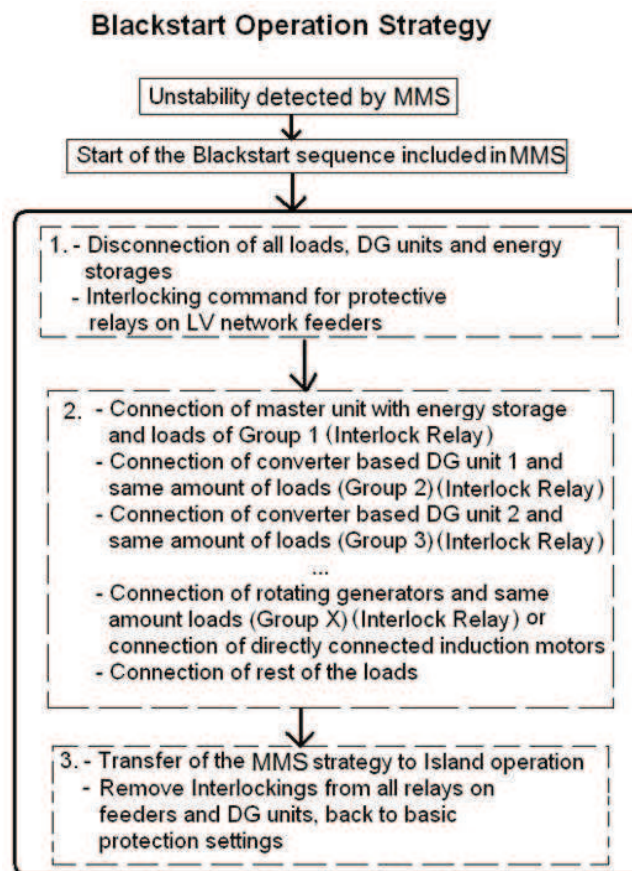 Blackstart Operation Strategy
Unstability detected by MMS
Start of the Blackstart sequence included in MMS
1. - Disconnection of all loads, DG units and energy
storages
- Interlocking command for protective
relays on LV network feeders
2. - Connection of master unit with energy storage
and loads of Group 1 (Interlock Relay)
- Connection of converter based DG unit 1 and
same amount of loads (Group 2) (Interlock Relay)
- Connection of converter based DG unit 2 and
same amount of loads (Group 3) (Interlock Relay)
...
- Connection of rotating generators and same
amount loads (Group X) (Interlock Relay) or
connection of directly connected induction motors
- Connection of rest of the loads
3. - Transfer of the MMS strategy to Island operation
- Remove Interlockings from all relays on
feeders and DG units, back to basic
protection settings